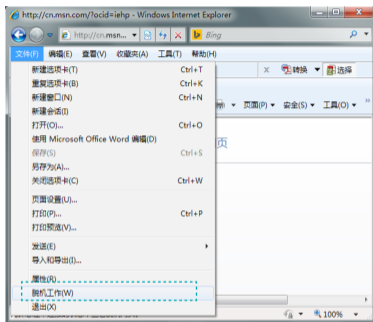 http://cn.msn.com/?ocid=iehp - Windows Internet Explorer
http://cn.msn... Bing
文件(F) 编辑(E) 查看(V) 收藏夹(A) 工具(T) 帮助(H)
新建选项卡(T) Ctrl+T
重复选项卡(B) Ctrl+K
新建窗口(N) Ctrl+N
新建会话(I)
打开(O)... Ctrl+O
使用 Microsoft Office Word 编辑(D)
保存(S) Ctrl+S
另存为(A)...
关闭选项卡(C) Ctrl+W
页面设置(U)...
打印(P)... Ctrl+P
打印预览(V)...
发送(E)
导入和导出(I)...
属性(R)
脱机工作(W)
退出(X)
X 转换 选择
页面(P) 安全(S) 工具(O)
页
100%